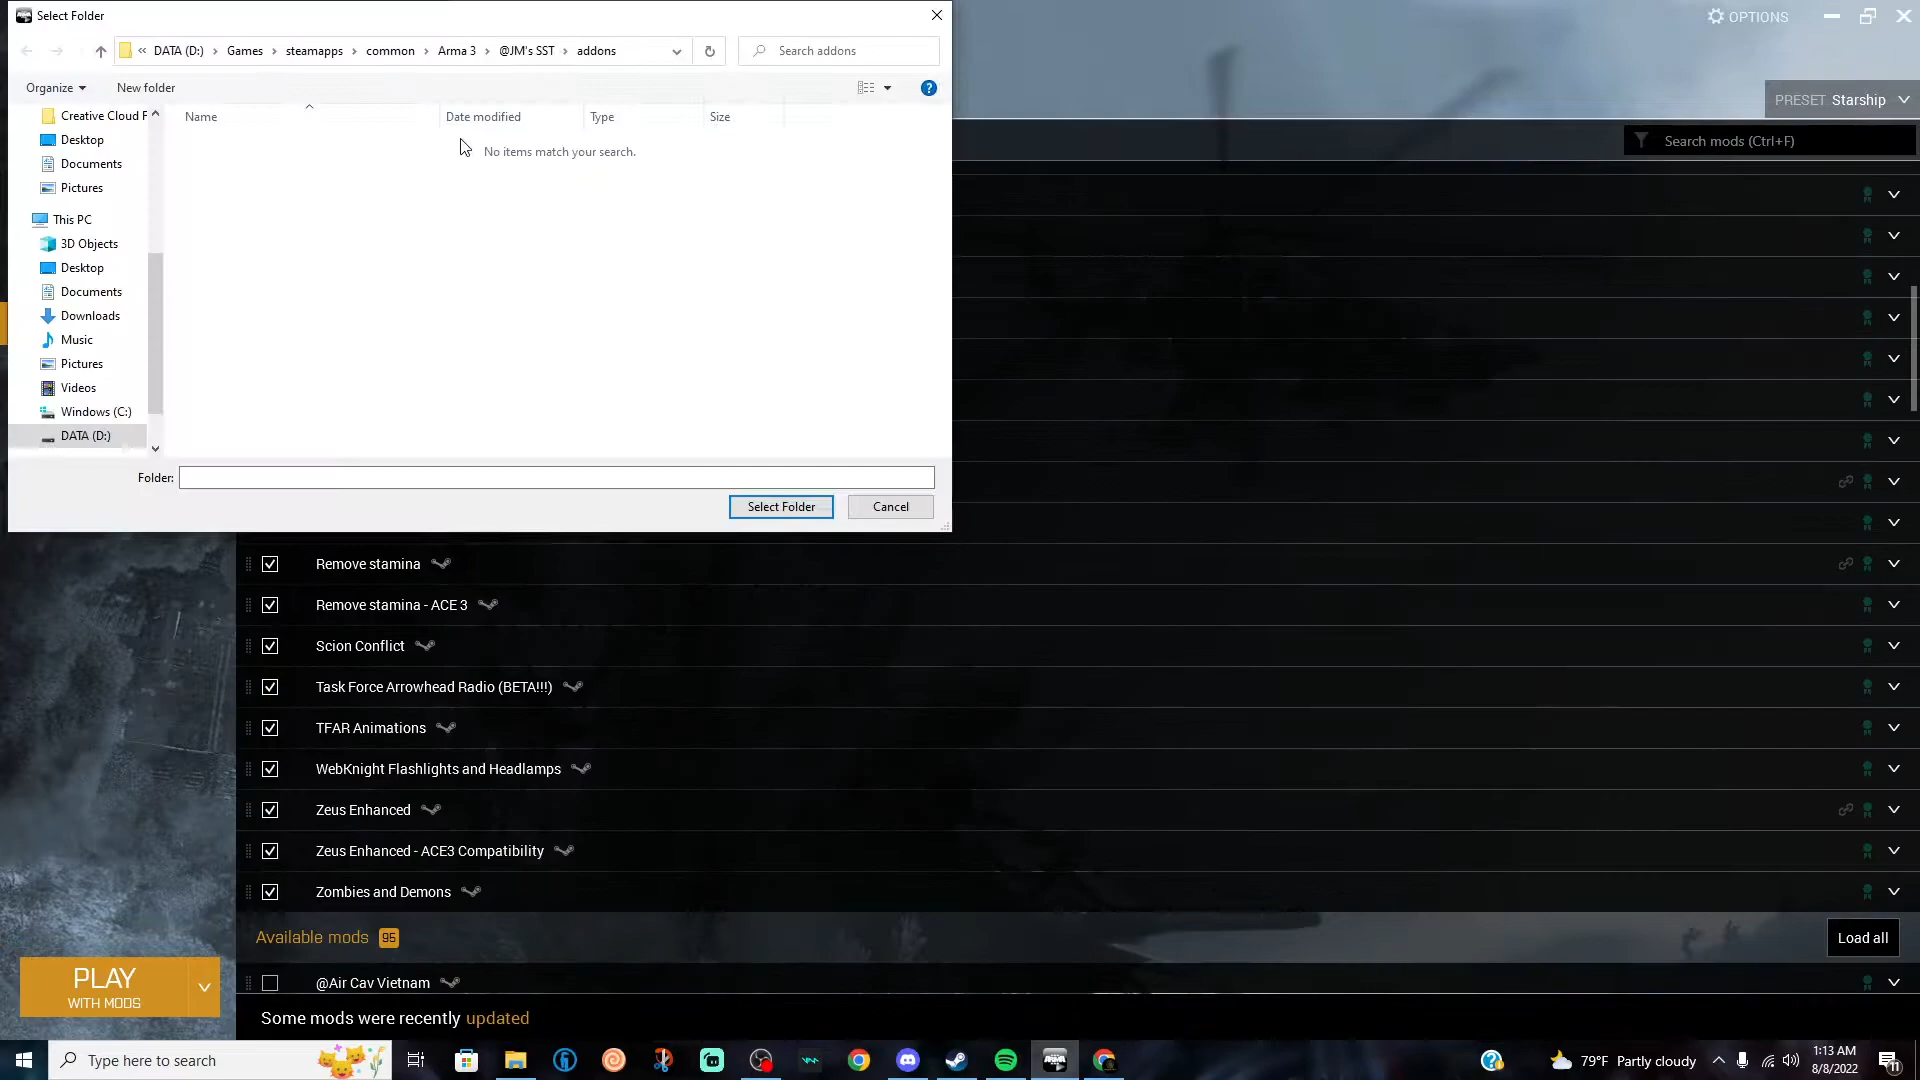 Select Folder
« DATA (D:) › Games › steamapps › common › Arma 3 › @JM's SST › addons
Search addons
Organize
New folder
Name
Date modified
Type
Size
No items match your search.
Creative Cloud F
Desktop
Documents
Pictures
This PC
3D Objects
Desktop
Documents
Downloads
Music
Pictures
Videos
Windows (C:)
DATA (D:)
Folder:
Select Folder
Cancel
OPTIONS
PRESET Starship
Search mods (Ctrl+F)
Remove stamina
Remove stamina - ACE 3
Scion Conflict
Task Force Arrowhead Radio (BETA!!!)
TFAR Animations
WebKnight Flashlights and Headlamps
Zeus Enhanced
Zeus Enhanced - ACE3 Compatibility
Zombies and Demons
Available mods 95
Load all
@Air Cav Vietnam
PLAY
WITH MODS
Some mods were recently updated
Type here to search
79°F Partly cloudy
1:13 AM
8/8/2022
11